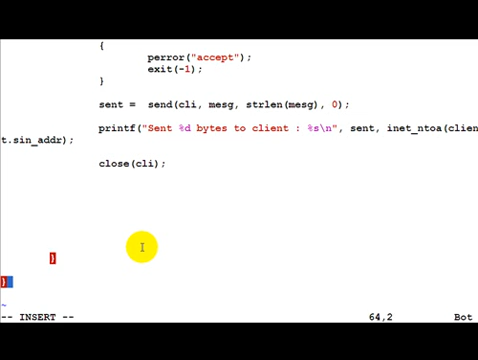 {
perror("accept");
exit(-1);
}
sent =  send(cli, mesg, strlen(mesg), 0);
printf("Sent %d bytes to client : %s\n", sent, inet_ntoa(clien
t.sin_addr);
close(cli);
}
}
~
-- INSERT -- 64,2 Bot